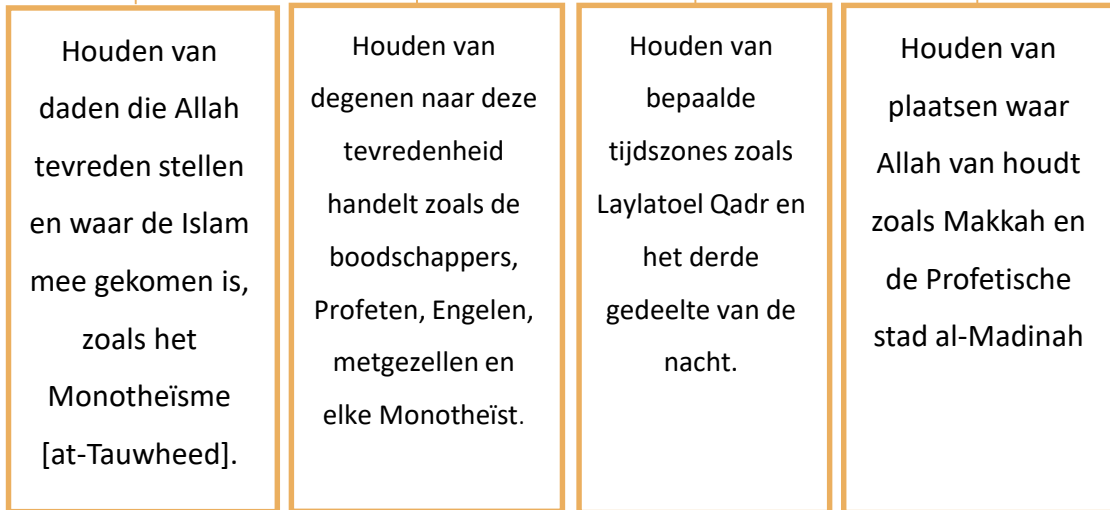 Houden van
daden die Allah
tevreden stellen
en waar de Islam
mee gekomen is,
zoals het
Monotheïsme
[at-Tauwheed].
Houden van
degenen naar deze
tevredenheid
handelt zoals de
boodschappers,
Profeten, Engelen,
metgezellen en
elke Monotheïst.
Houden van
bepaalde
tijdszones zoals
Laylatoel Qadr en
het derde
gedeelte van de
nacht.
Houden van
plaatsen waar
Allah van houdt
zoals Makkah en
de Profetische
stad al-Madinah